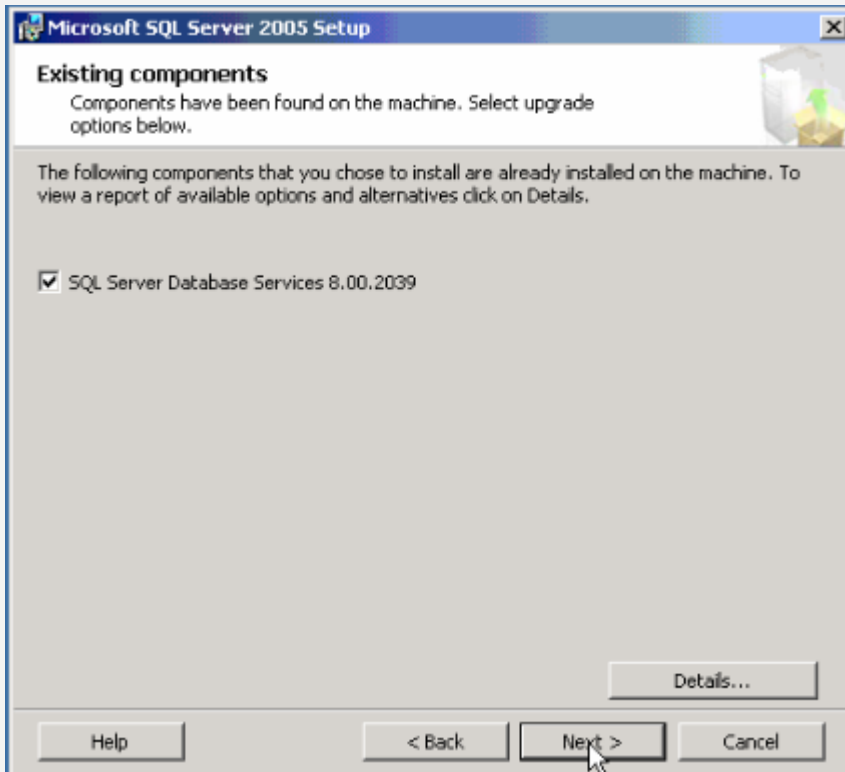 Microsoft SQL Server 2005 Setup
Existing components
Components have been found on the machine. Select upgrade
options below.
The following components that you chose to install are already installed on the machine. To
view a report of available options and alternatives click on Details.
SQL Server Database Services 8.00.2039
Details...
Help
< Back
Next >
Cancel